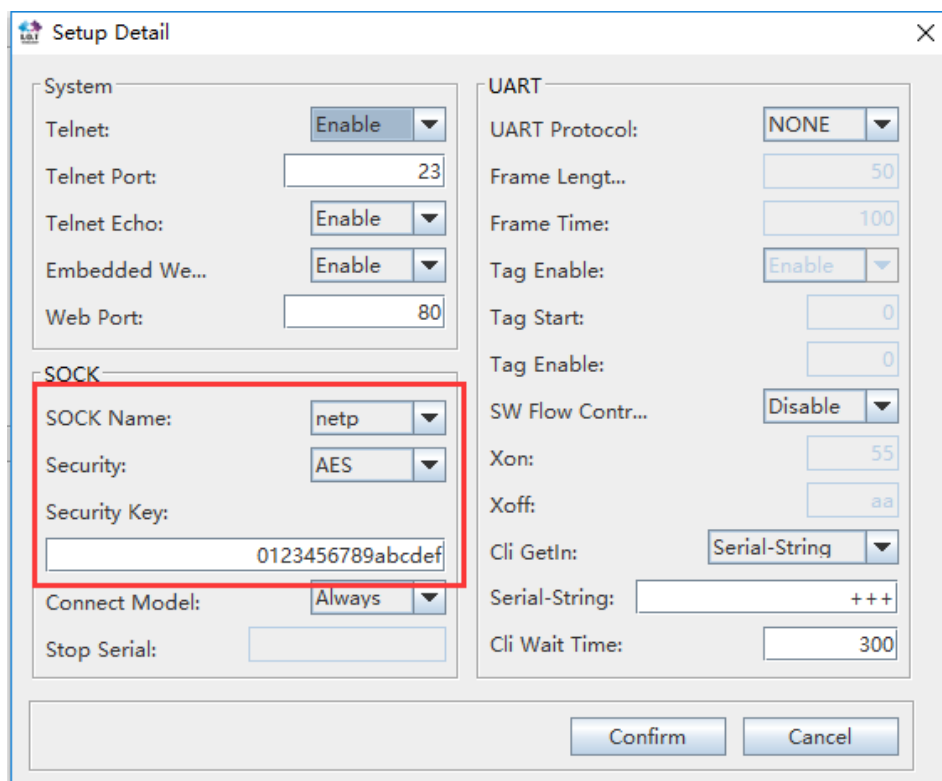 Setup Detail
System
Telnet: Enable
Telnet Port: 23
Telnet Echo: Enable
Embedded We... Enable
Web Port: 80
SOCK
SOCK Name: netp
Security: AES
Security Key:
0123456789abcdef
Connect Model: Always
Stop Serial:
UART
UART Protocol: NONE
Frame Lengt... 50
Frame Time: 100
Tag Enable: Enable
Tag Start: 0
Tag Enable: 0
SW Flow Contr... Disable
Xon: 55
Xoff: aa
Cli GetIn: Serial-String
Serial-String: +++
Cli Wait Time: 300
Confirm Cancel